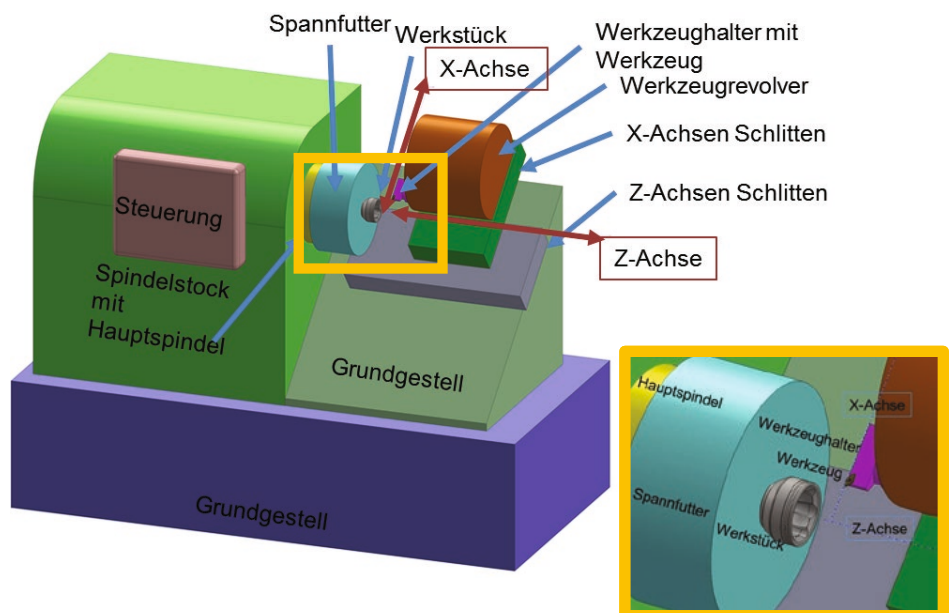 Spannfutter
Werkstück
X-Achse
Werkzeughalter mit
Werkzeug
Werkzeugrevolver
X-Achsen Schlitten
Z-Achsen Schlitten
Z-Achse
Steuerung
Spindelstock
mit
Hauptspindel
Grundgestell
Grundgestell
Hauptspindel
X-Achse
Werkzeughalter
Werkzeug
Spannfutter
Werkstück
Z-Achse